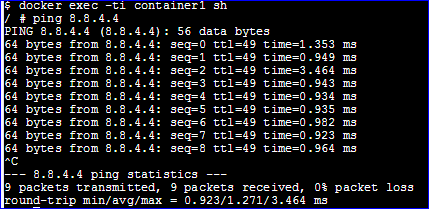 $ docker exec -ti container1 sh
/ # ping 8.8.4.4
PING 8.8.4.4 (8.8.4.4): 56 data bytes
64 bytes from 8.8.4.4: seq=0 ttl=49 time=1.353 ms
64 bytes from 8.8.4.4: seq=1 ttl=49 time=0.949 ms
64 bytes from 8.8.4.4: seq=2 ttl=49 time=3.464 ms
64 bytes from 8.8.4.4: seq=3 ttl=49 time=0.943 ms
64 bytes from 8.8.4.4: seq=4 ttl=49 time=0.934 ms
64 bytes from 8.8.4.4: seq=5 ttl=49 time=0.935 ms
64 bytes from 8.8.4.4: seq=6 ttl=49 time=0.982 ms
64 bytes from 8.8.4.4: seq=7 ttl=49 time=0.923 ms
64 bytes from 8.8.4.4: seq=8 ttl=49 time=0.964 ms
^C
--- 8.8.4.4 ping statistics ---
9 packets transmitted, 9 packets received, 0% packet loss
round-trip min/avg/max = 0.923/1.271/3.464 ms